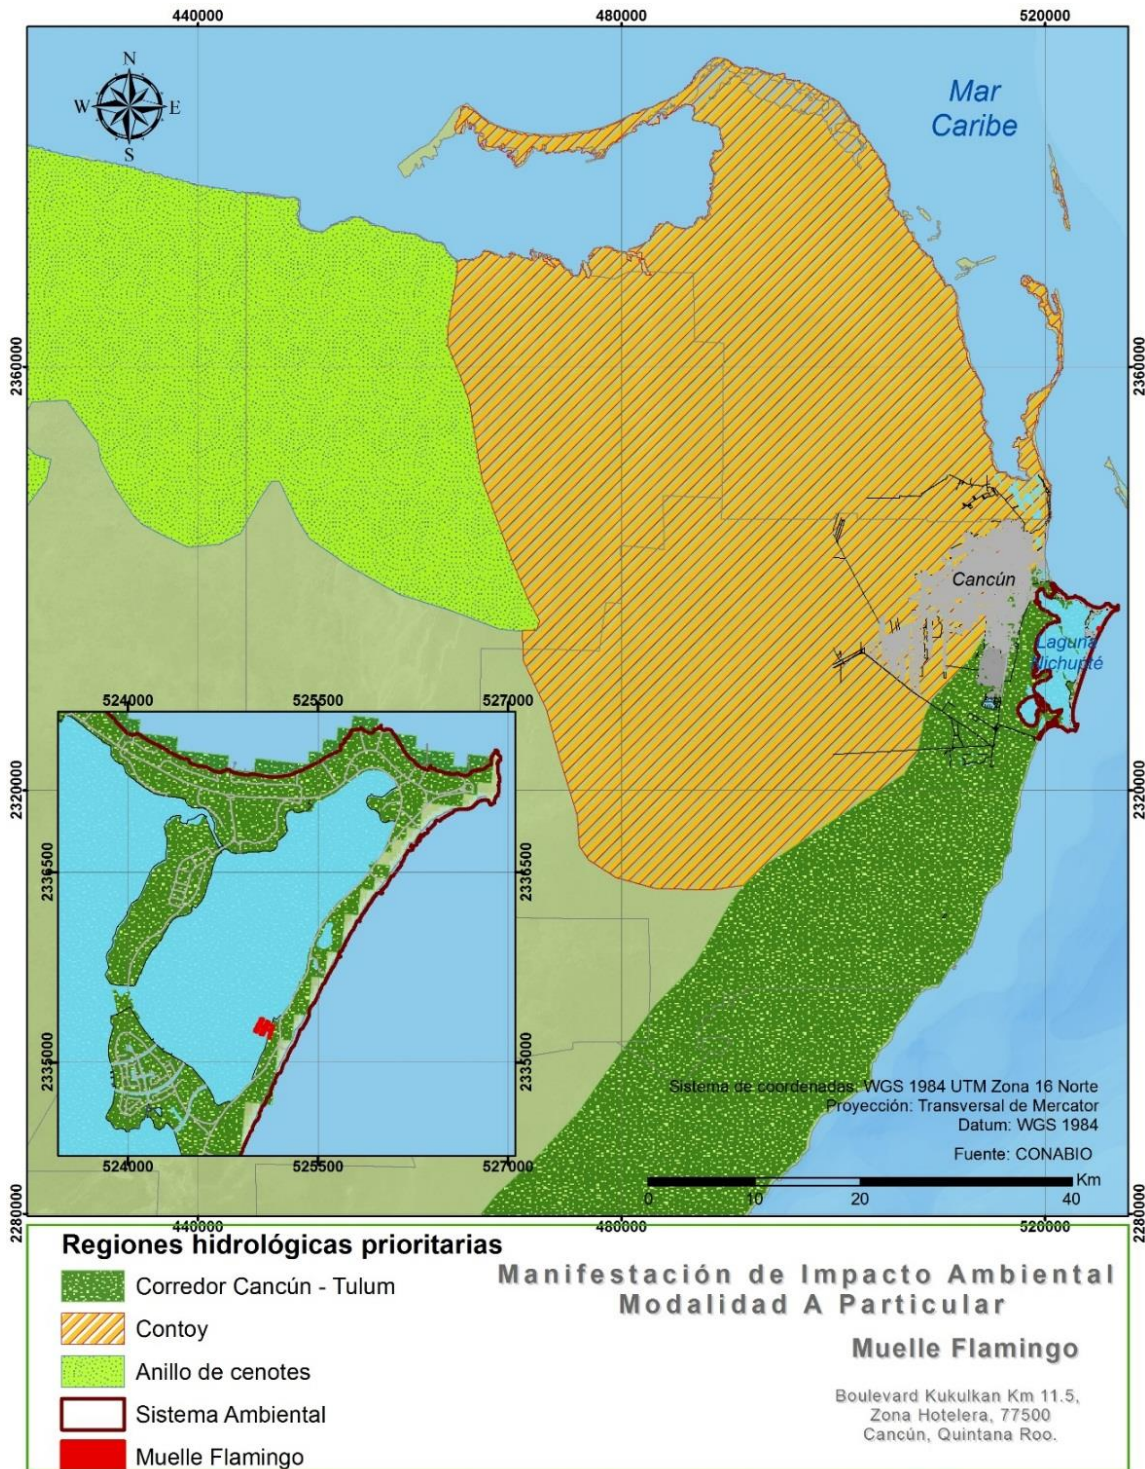 440000
480000
520000
N
W
E
S
Mar
Caribe
2360000
2360000
Cancún
Laguna
Nichupté
524000
525500
527000
2320000
2320000
2336500
2336500
2335000
2335000
524000
525500
527000
Sistema de coordenadas: WGS 1984 UTM Zona 16 Norte
Proyección: Transversal de Mercator
Datum: WGS 1984
Fuente: CONABIO
Km
0
10
20
40
2280000
2280000
440000
480000
520000
Regiones hidrológicas prioritarias
Corredor Cancún - Tulum
Contoy
Anillo de cenotes
Sistema Ambiental
Muelle Flamingo
Manifestación de Impacto Ambiental
Modalidad A Particular
Muelle Flamingo
Boulevard Kukulkan Km 11.5,
Zona Hotelera, 77500
Cancún, Quintana Roo.